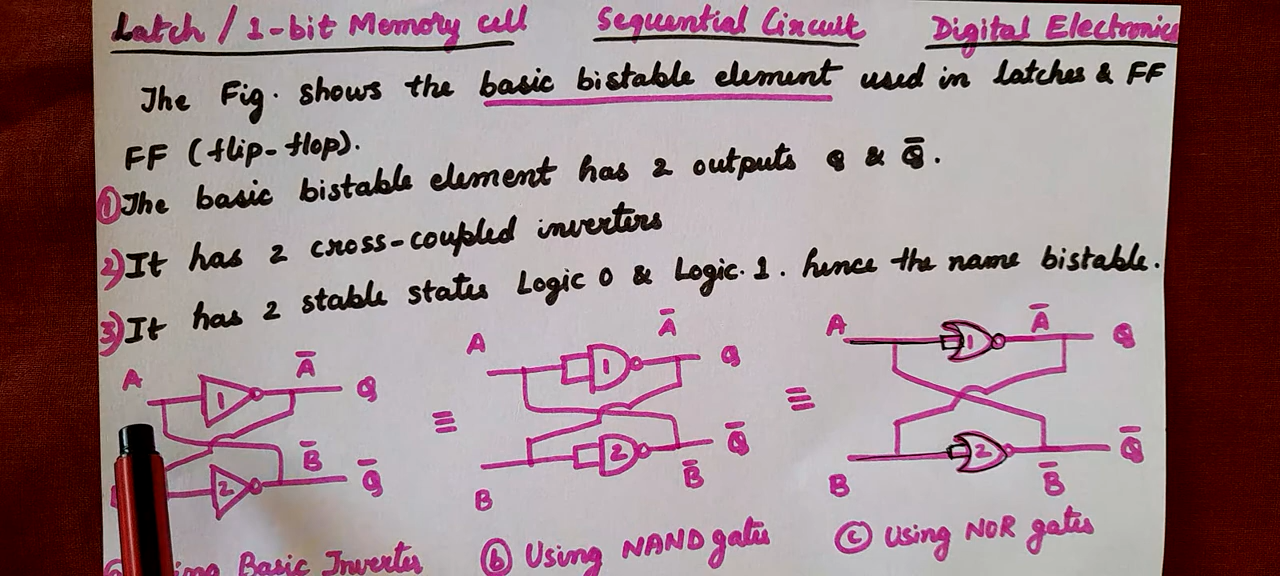 Latch / 1-bit Memory cell Sequential Circuit Digital Electronics
The Fig. shows the basic bistable element used in latches & FF
FF (flip-flop).
① The basic bistable element has 2 outputs Q & Q̅.
2) It has 2 cross-coupled inverters
3) It has 2 stable states Logic 0 & Logic. 1. hence the name bistable.
A 1 A̅ Q
B̅ Q̅
2
≡
A 1 A̅ Q
B 2 B̅ Q̅
≡
A 1 A̅ Q
B 2 B̅ Q̅
Basic Inverter
ⓑ Using NAND gates
ⓒ Using NOR gates